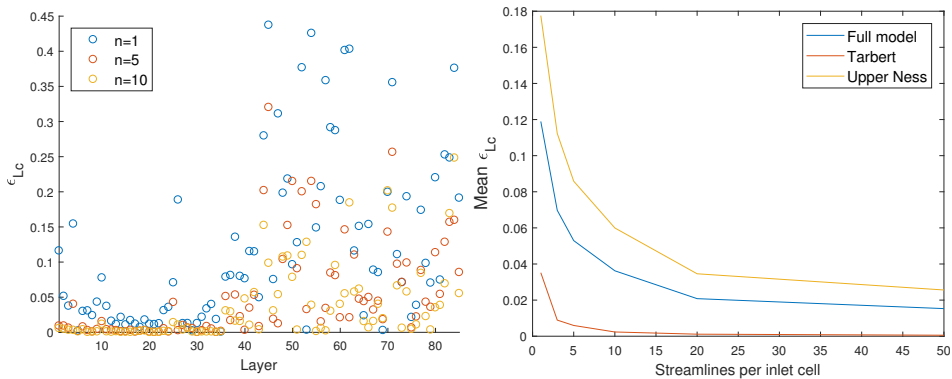 0.45
0.4
0.35
0.3
0.25
0.2
0.15
0.1
0.05
0
ϵLc
n=1
n=5
n=10
10 20 30 40 50 60 70 80
Layer
0.18
0.16
0.14
0.12
0.1
0.08
0.06
0.04
0.02
0
Mean ϵLc
Full model
Tarbert
Upper Ness
0 5 10 15 20 25 30 35 40 45 50
Streamlines per inlet cell